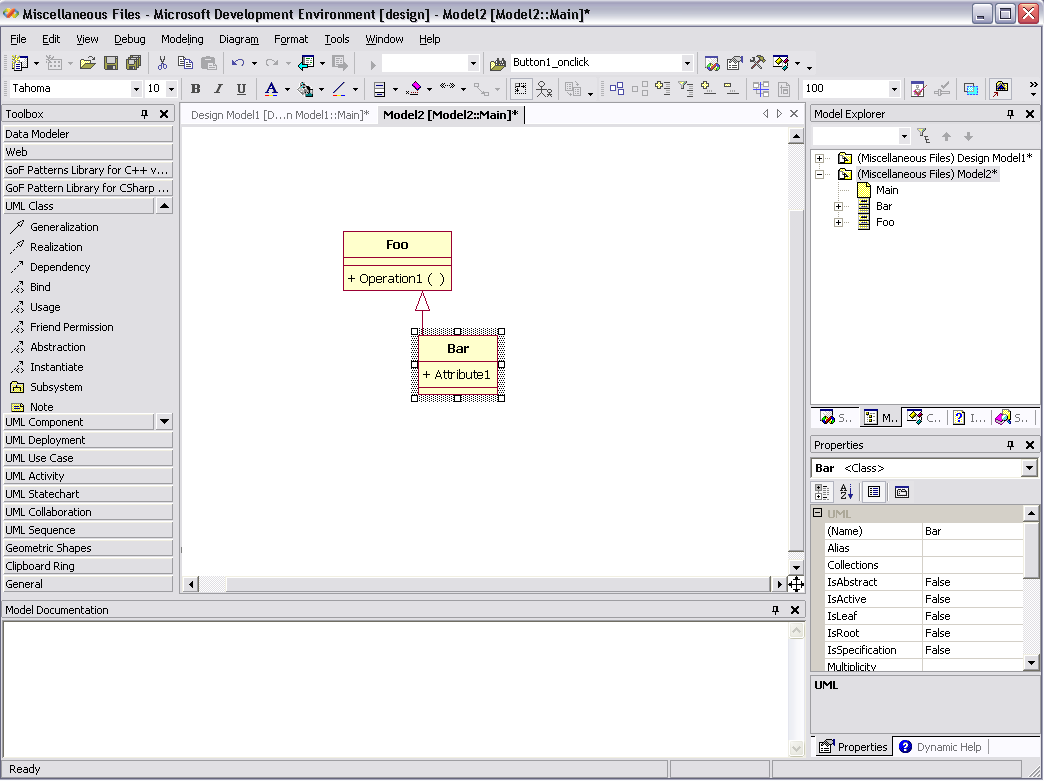 Miscellaneous Files - Microsoft Development Environment [design] - Model2 [Model2::Main]*
File Edit View Debug Modeling Diagram Format Tools Window Help
Button1_onclick
Tahoma 10 B I U A 100
Toolbox
Data Modeler
Web
GoF Patterns Library for C++ v...
GoF Pattern Library for CSharp ...
UML Class
Generalization
Realization
Dependency
Bind
Usage
Friend Permission
Abstraction
Instantiate
Subsystem
Note
UML Component
UML Deployment
UML Use Case
UML Activity
UML Statechart
UML Collaboration
UML Sequence
Geometric Shapes
Clipboard Ring
General
Design Model1 [D...n Model1::Main]* Model2 [Model2::Main]*
Foo
+ Operation1 ( )
Bar
+ Attribute1
Model Explorer
(Miscellaneous Files) Design Model1*
(Miscellaneous Files) Model2*
Main
Bar
Foo
S.. M.. C.. I... S..
Properties
Bar <Class>
UML
(Name) Bar
Alias
Collections
IsAbstract False
IsActive False
IsLeaf False
IsRoot False
IsSpecification False
Multiplicity
UML
Properties Dynamic Help
Model Documentation
Ready